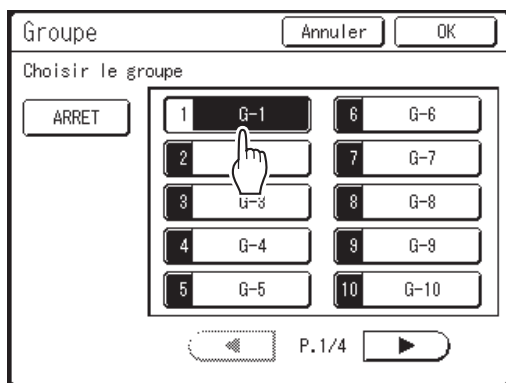 Groupe
Annuler
OK
Choisir le groupe
ARRET
1 G-1
6 G-6
2
7 G-7
3 G-3
8 G-8
4 G-4
9 G-9
5 G-5
10 G-10
P.1/4